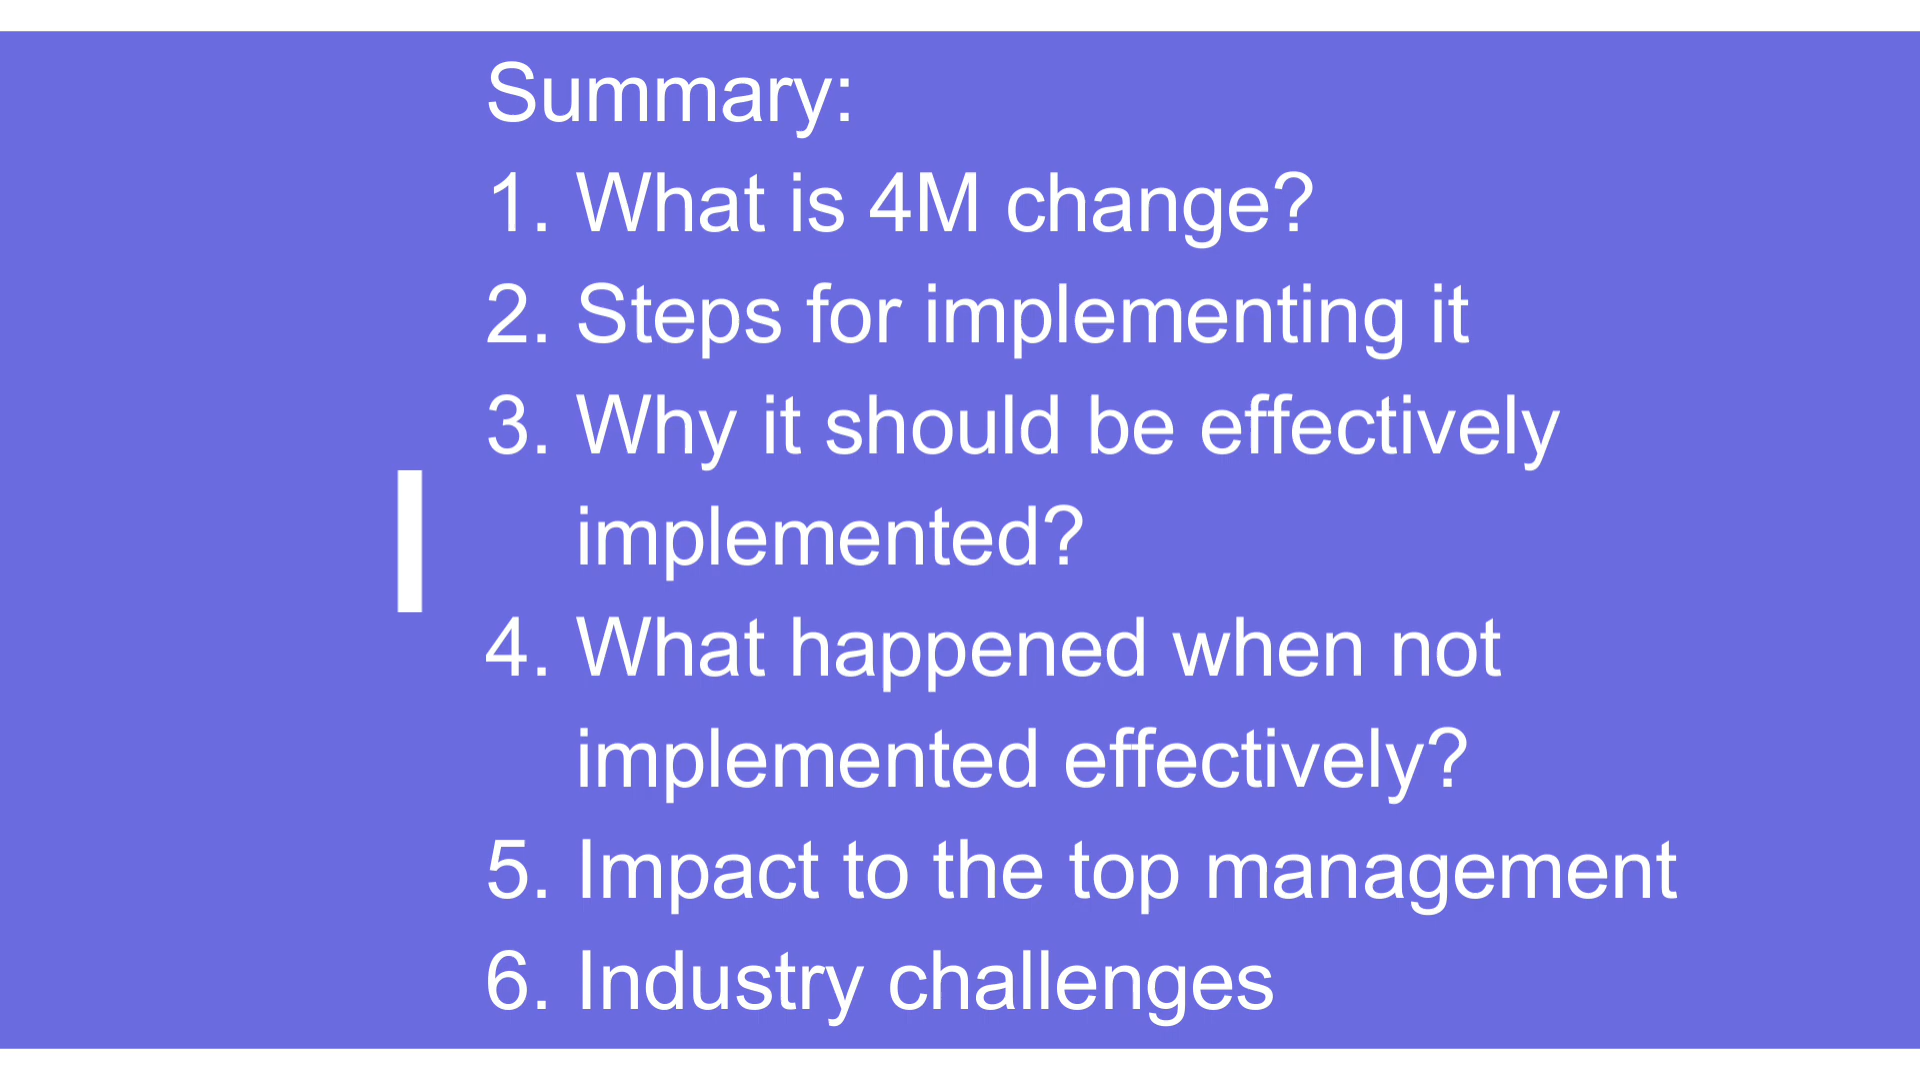 Summary:
1. What is 4M change?
2. Steps for implementing it
3. Why it should be effectively
implemented?
4. What happened when not
implemented effectively?
5. Impact to the top management
6. Industry challenges